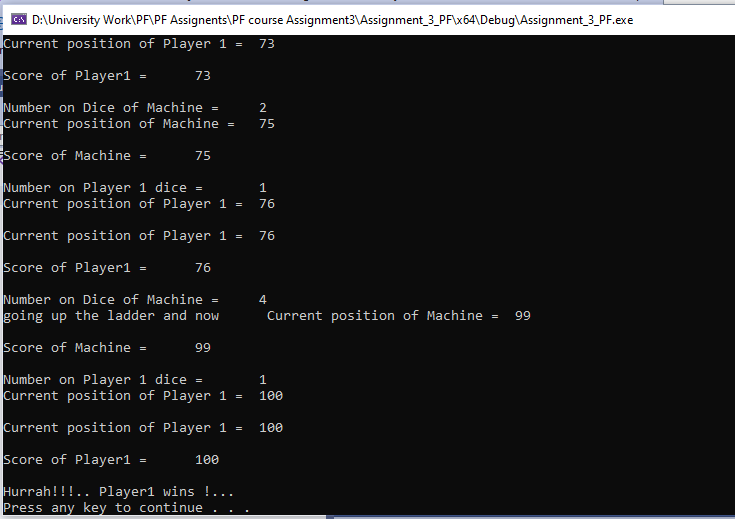 D:\University Work\PF\PF Assignents\PF course Assignment3\Assignment_3_PF\x64\Debug\Assignment_3_PF.exe
Current position of Player 1 =  73
Score of Player1 =      73
Number on Dice of Machine =     2
Current position of Machine =   75
Score of Machine =      75
Number on Player 1 dice =       1
Current position of Player 1 =  76
Current position of Player 1 =  76
Score of Player1 =      76
Number on Dice of Machine =     4
going up the ladder and now      Current position of Machine =  99
Score of Machine =      99
Number on Player 1 dice =       1
Current position of Player 1 =  100
Current position of Player 1 =  100
Score of Player1 =      100
Hurrah!!!.. Player1 wins !...
Press any key to continue . . .